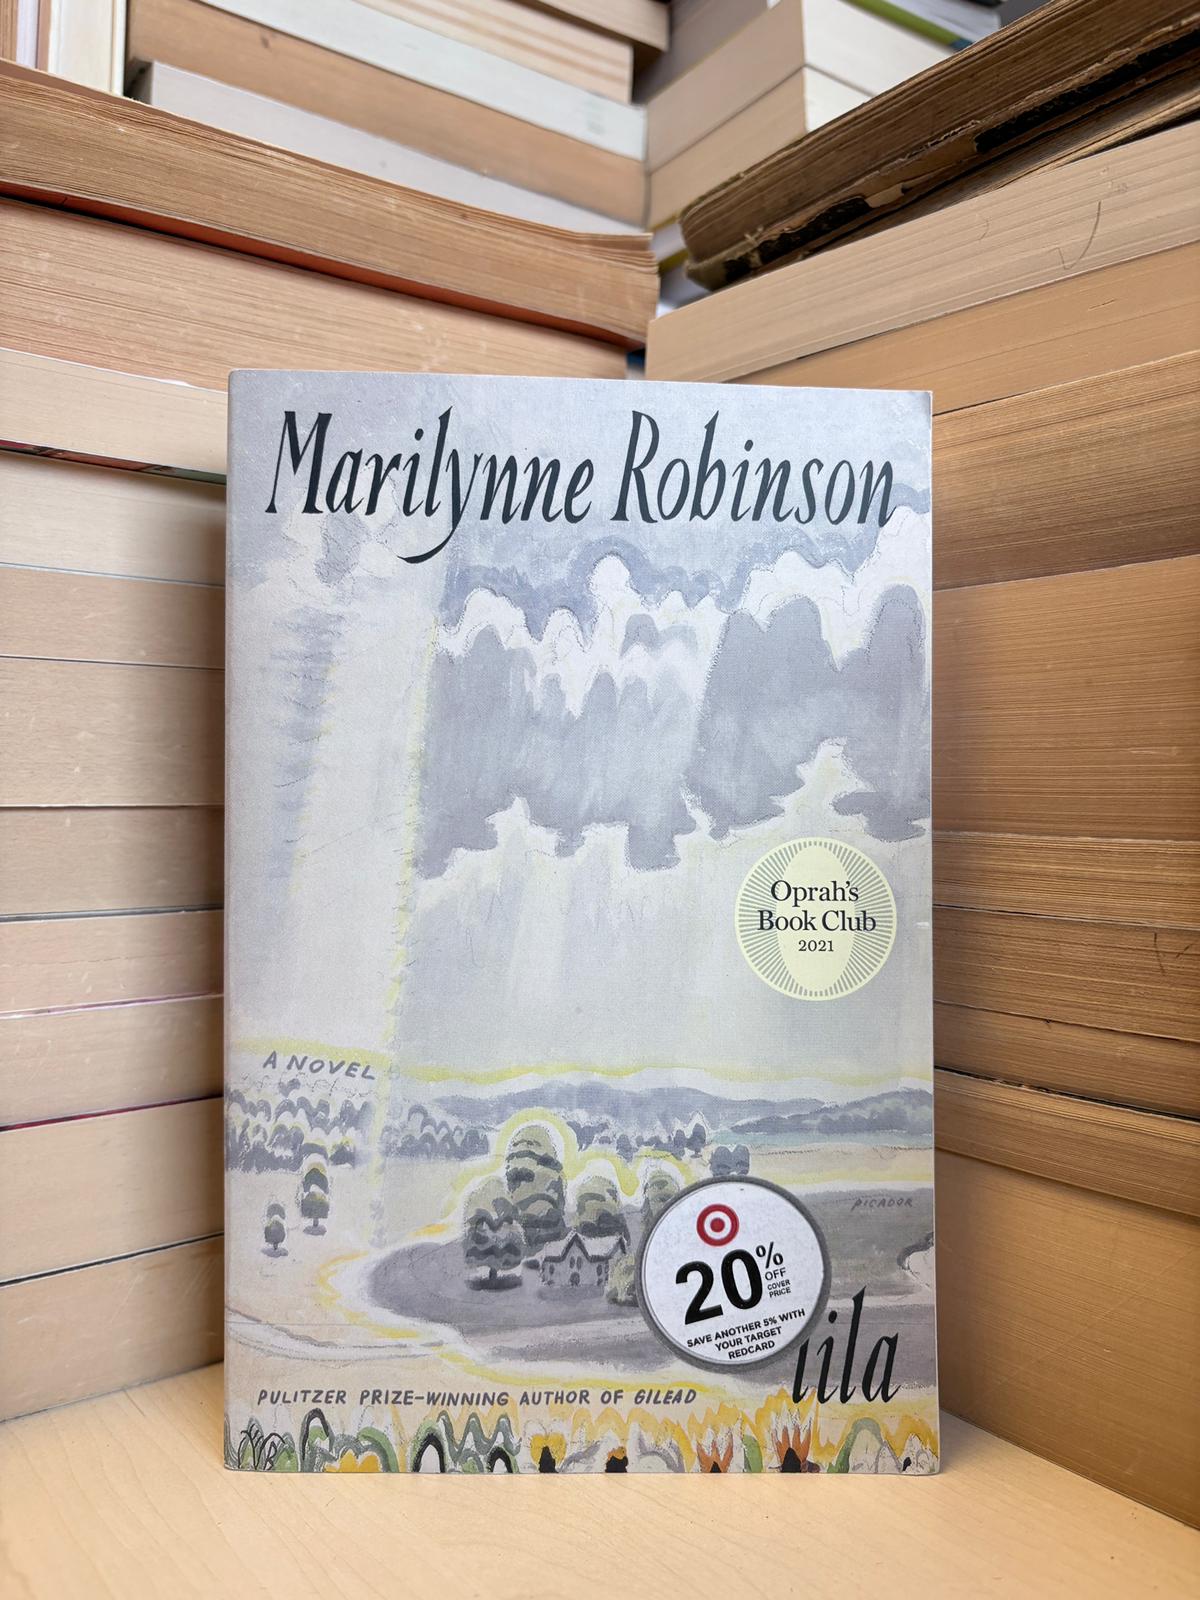 Marilynne Robinson
Oprah's
Book Club
2021
A NOVEL
PICADOR
20%
OFF
COVER
PRICE
SAVE ANOTHER 5% WITH
YOUR TARGET
REDCARD
lila
PULITZER PRIZE–WINNING AUTHOR OF GILEAD